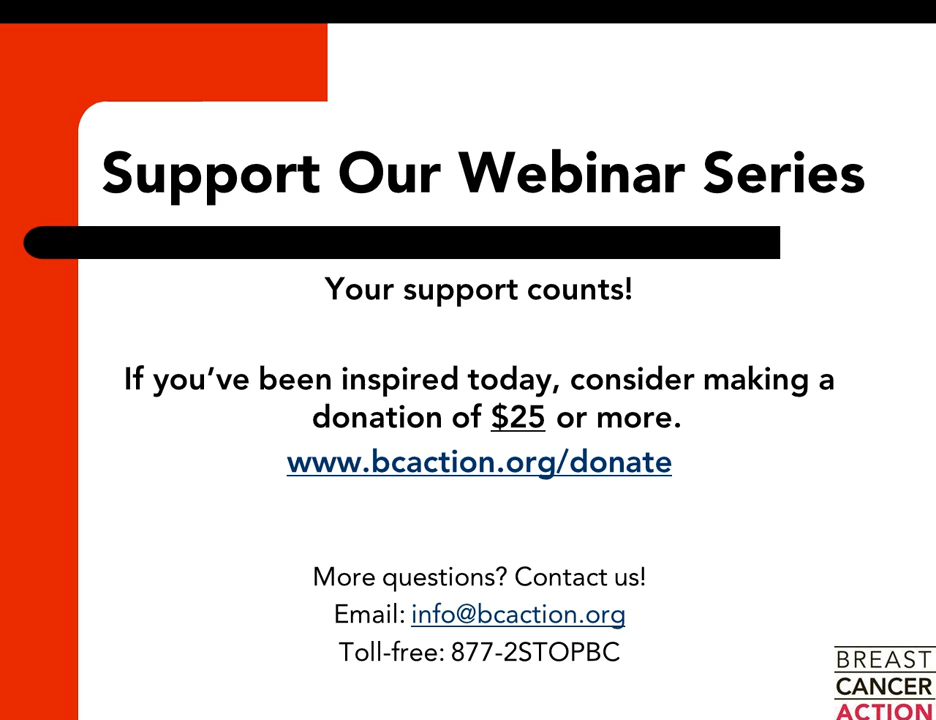 Support Our Webinar Series
Your support counts!
If you’ve been inspired today, consider making a
donation of $25 or more.
www.bcaction.org/donate
More questions? Contact us!
Email: info@bcaction.org
Toll-free: 877-2STOPBC
BREAST
CANCER
ACTION